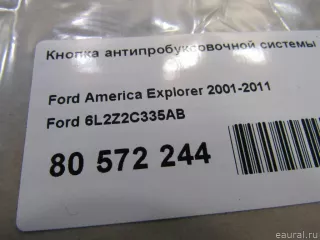 Кнопка антипробуксовочной системы
Ford America Explorer 2001-2011
Ford 6L2Z2C335AB
80 572 244
eaural.ru